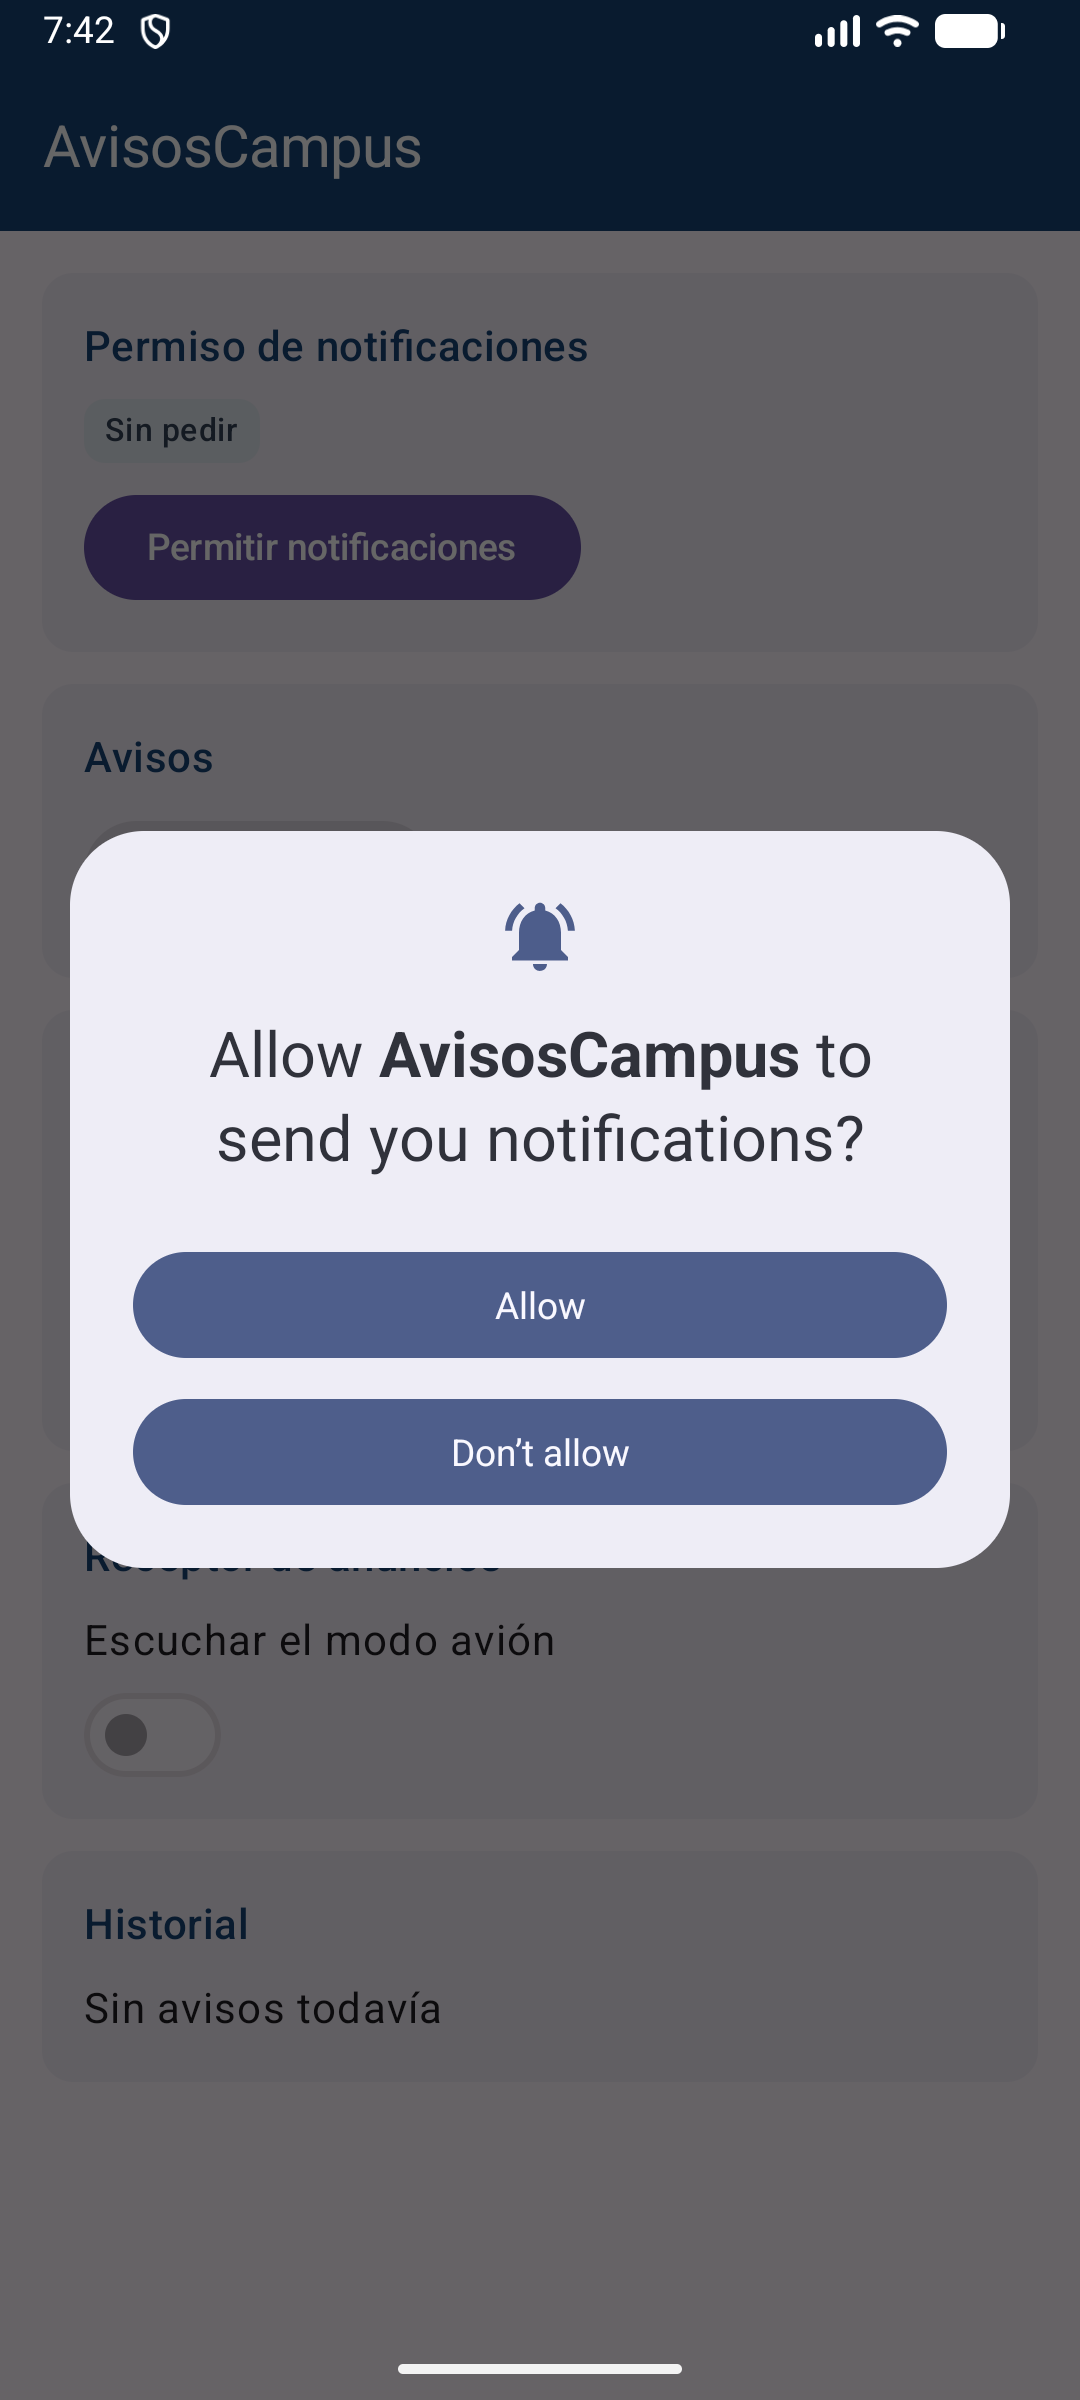 7:42
AvisosCampus
Permiso de notificaciones
Sin pedir
Permitir notificaciones
Avisos
Allow AvisosCampus to
send you notifications?
Allow
Don’t allow
Escuchar el modo avión
Historial
Sin avisos todavía